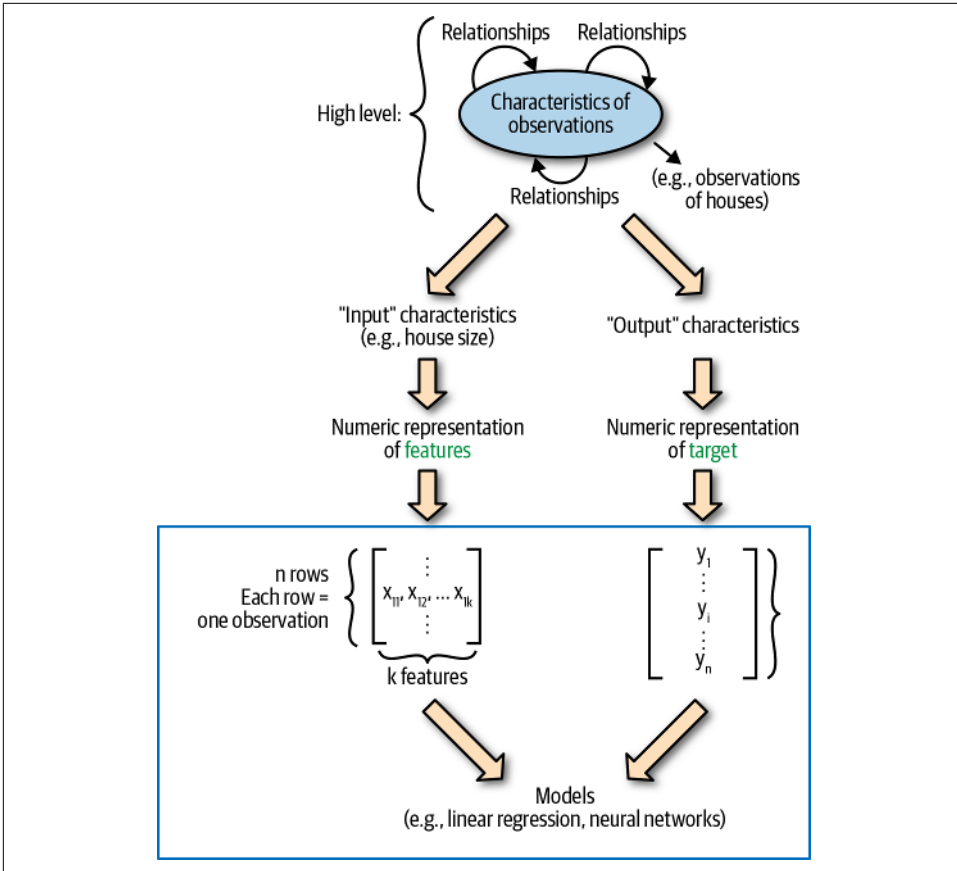 Relationships
Relationships
High level:
Characteristics of
observations
(e.g., observations
of houses)
Relationships
"Input" characteristics
(e.g., house size)
"Output" characteristics
Numeric representation
of features
Numeric representation
of target
n rows
Each row =
one observation
⋮
x₁₁, x₁₂, ... x₁ₖ
⋮
k features
y₁
⋮
yᵢ
⋮
yₙ
Models
(e.g., linear regression, neural networks)